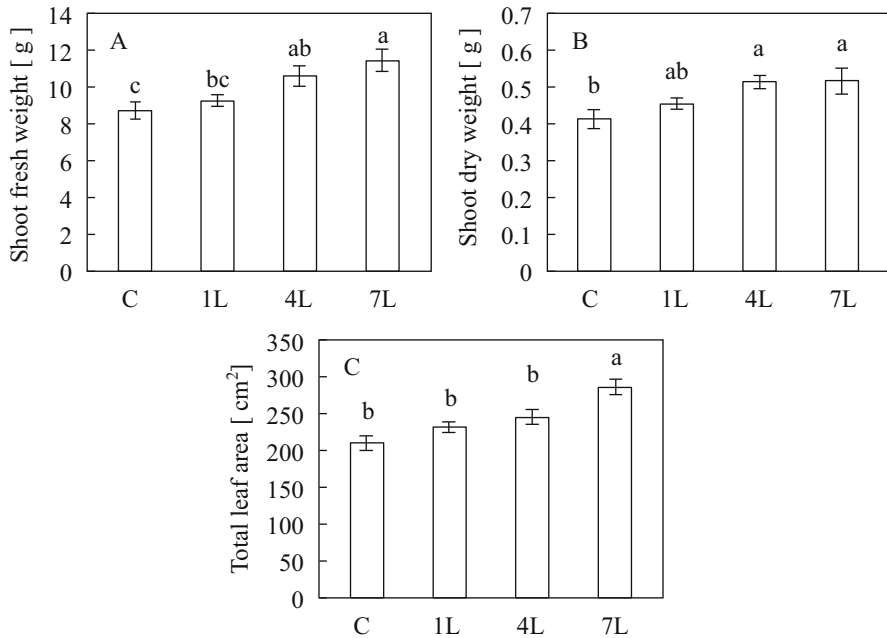 Shoot fresh weight [ g ]
A
14
12
10
8
6
4
2
0
c
bc
ab
a
C 1L 4L 7L
Shoot dry weight [ g ]
B
0.7
0.6
0.5
0.4
0.3
0.2
0.1
0
b
ab
a
a
C 1L 4L 7L
Total leaf area [ cm²]
C
350
300
250
200
150
100
50
0
b
b
b
a
C 1L 4L 7L